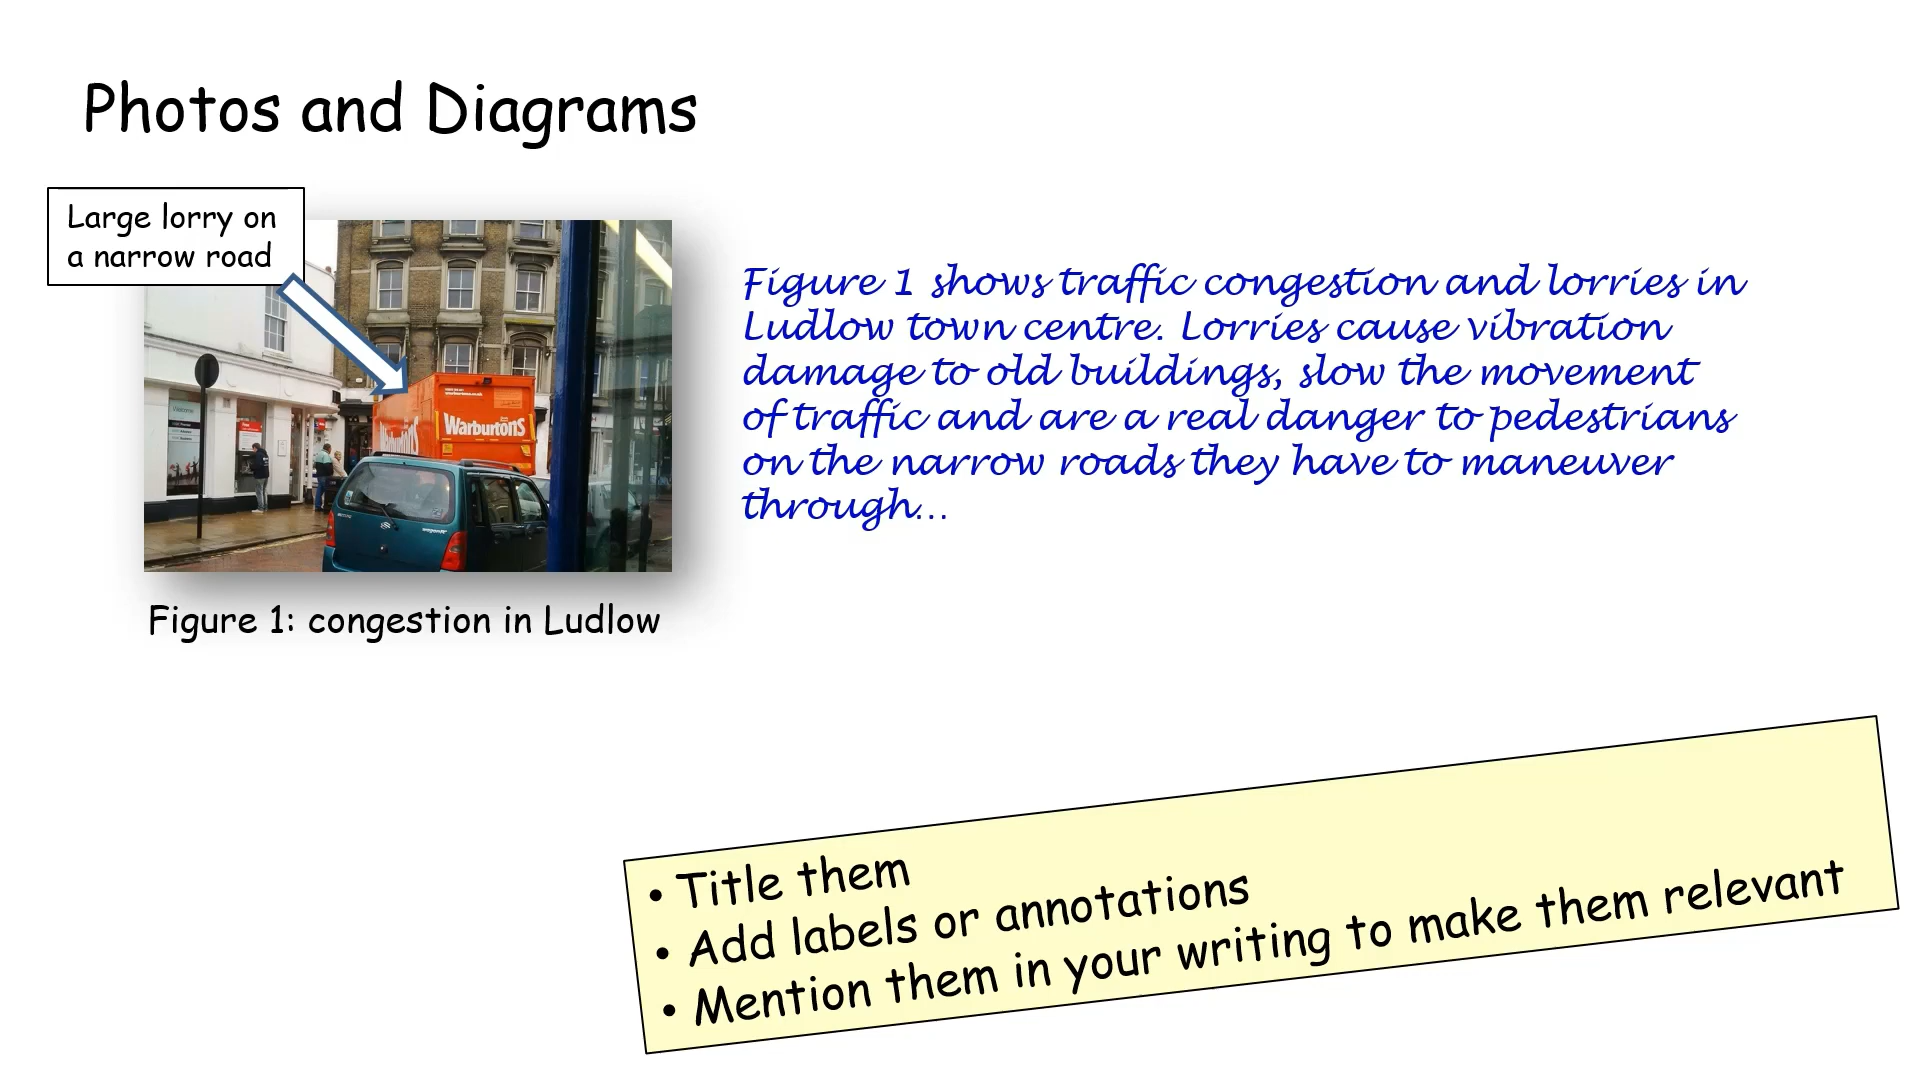 Photos and Diagrams
Large lorry on
a narrow road
Warburtons
Figure 1: congestion in Ludlow
Figure 1 shows traffic congestion and lorries in
Ludlow town centre. Lorries cause vibration
damage to old buildings, slow the movement
of traffic and are a real danger to pedestrians
on the narrow roads they have to maneuver
through...
• Title them
• Add labels or annotations
• Mention them in your writing to make them relevant